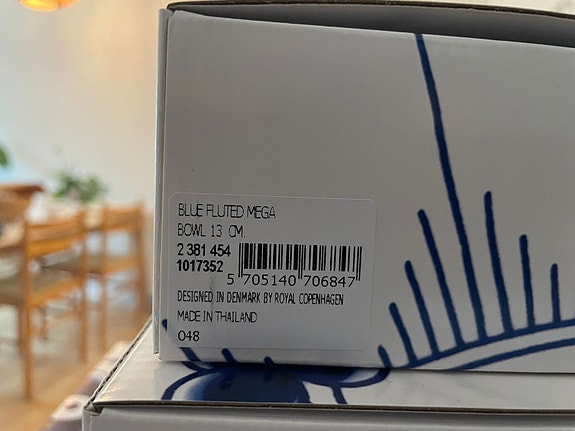 BLUE FLUTED MEGA
BOWL 13 CM.
2 381 454
1017352
5 705140 706847
DESIGNED IN DENMARK BY ROYAL COPENHAGEN
MADE IN THAILAND
048